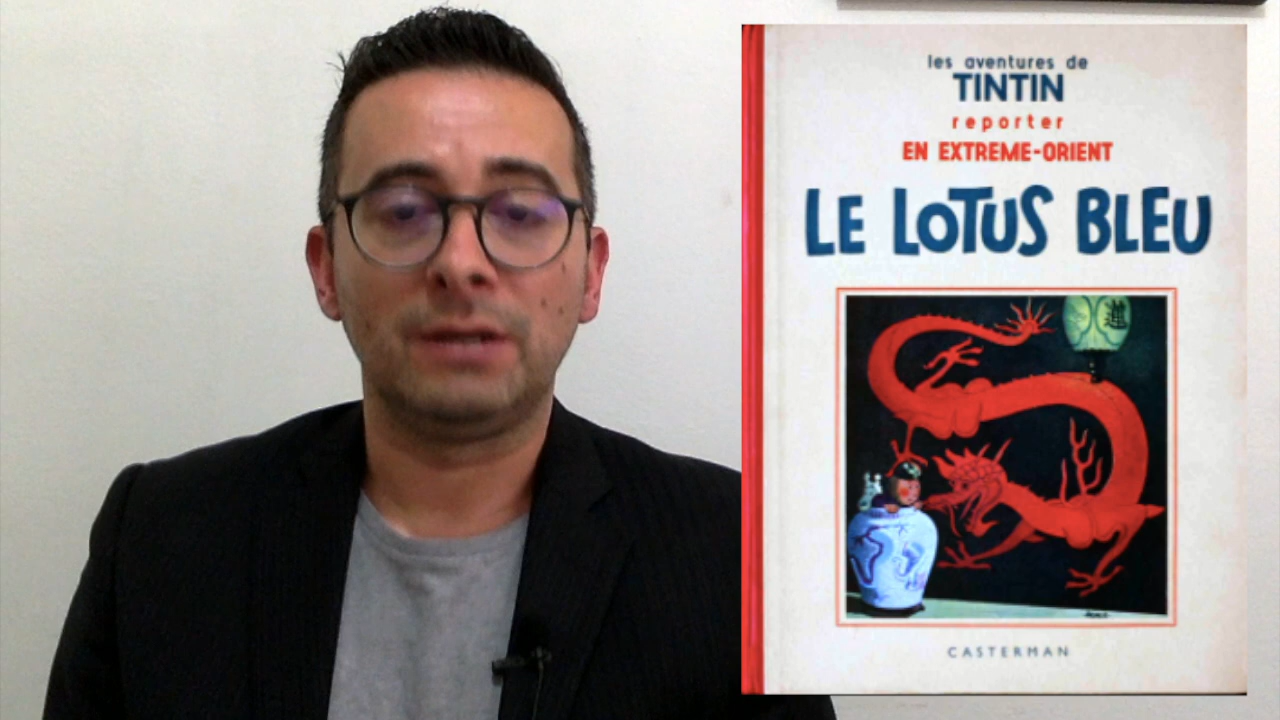 les aventures de
TINTIN
reporter
EN EXTREME-ORIENT
LE LOTUS BLEU
CASTERMAN